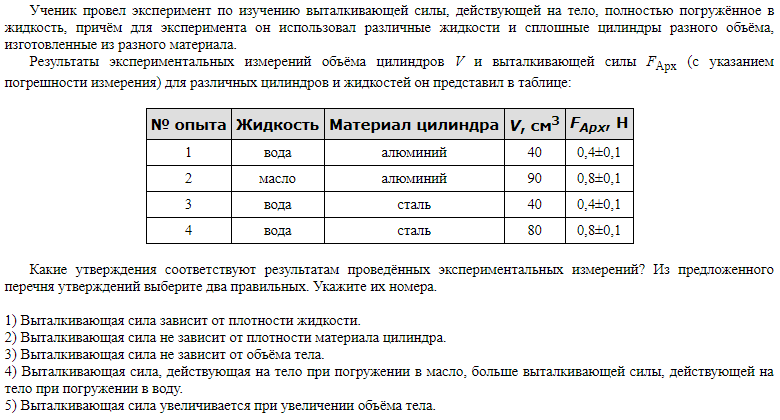 Ученик провел эксперимент по изучению выталкивающей силы, действующей на тело, полностью погружённое в
жидкость, причём для эксперимента он использовал различные жидкости и сплошные цилиндры разного объёма,
изготовленные из разного материала.
Результаты экспериментальных измерений объёма цилиндров V и выталкивающей силы FАрх (с указанием
погрешности измерения) для различных цилиндров и жидкостей он представил в таблице:
№ опыта Жидкость Материал цилиндра V, см³ FАрх, Н
1 вода алюминий 40 0,4±0,1
2 масло алюминий 90 0,8±0,1
3 вода сталь 40 0,4±0,1
4 вода сталь 80 0,8±0,1
Какие утверждения соответствуют результатам проведённых экспериментальных измерений? Из предложенного
перечня утверждений выберите два правильных. Укажите их номера.
1) Выталкивающая сила зависит от плотности жидкости.
2) Выталкивающая сила не зависит от плотности материала цилиндра.
3) Выталкивающая сила не зависит от объёма тела.
4) Выталкивающая сила, действующая на тело при погружении в масло, больше выталкивающей силы, действующей на
тело при погружении в воду.
5) Выталкивающая сила увеличивается при увеличении объёма тела.